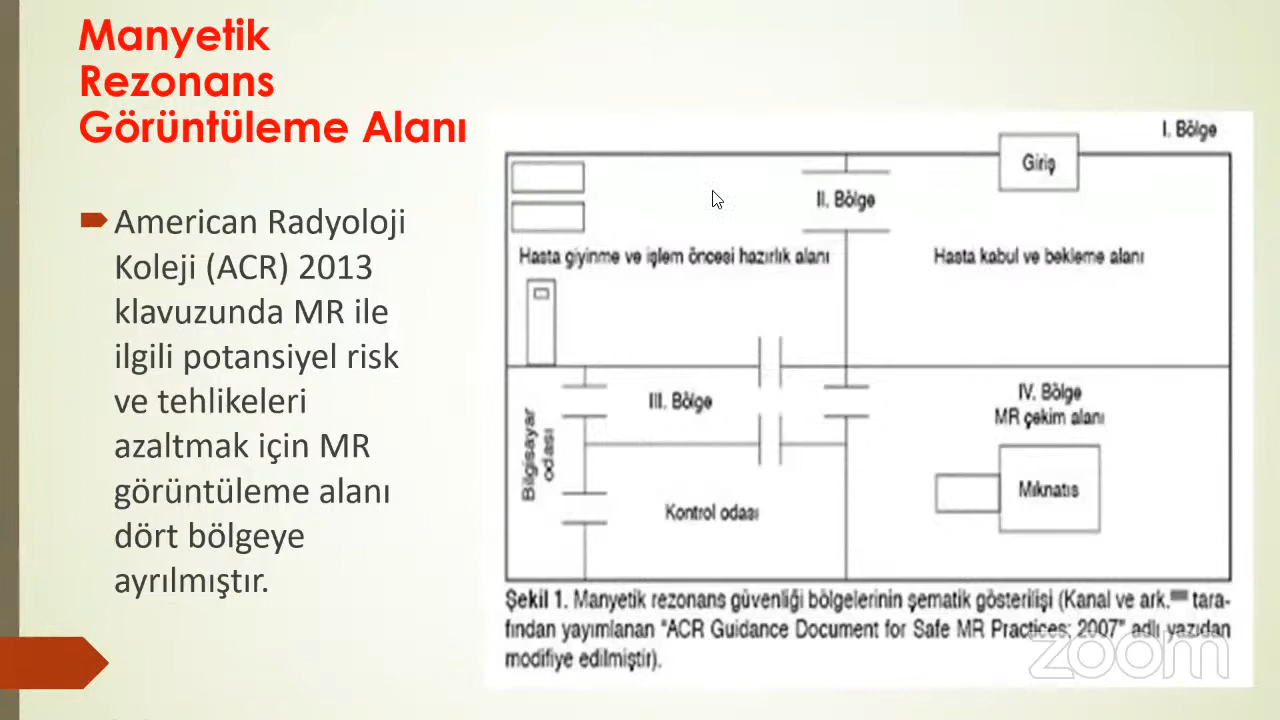 Manyetik
Rezonans
Görüntüleme Alanı
American Radyoloji
Koleji (ACR) 2013
klavuzunda MR ile
ilgili potansiyel risk
ve tehlikeleri
azaltmak için MR
görüntüleme alanı
dört bölgeye
ayrılmıştır.
I. Bölge
Giriş
II. Bölge
Hasta giyinme ve işlem öncesi hazırlık alanı
Hasta kabul ve bekleme alanı
III. Bölge
IV. Bölge
MR çekim alanı
Bilgisayar
odası
Mıknatıs
Kontrol odası
Şekil 1. Manyetik rezonans güvenliği bölgelerinin şematik gösterilişi (Kanal ve ark. tara-
fından yayımlanan "ACR Guidance Document for Safe MR Practices; 2007" adlı yazıdan
modifiye edilmiştir).
zoom